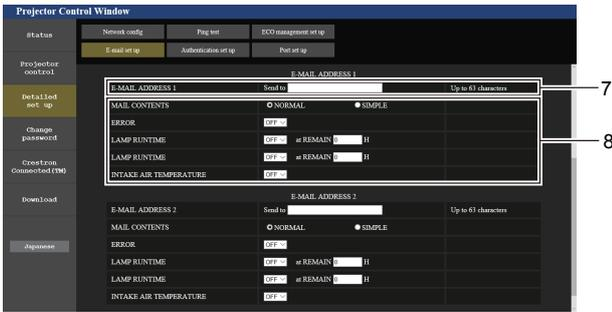 Projector Control Window
Status
Network config Ping test ECO management set up
E-mail set up Authentication set up Port set up
Projector
control
Detailed
set up
Change
password
Crestron
Connected(TM)
Download
Japanese
E-MAIL ADDRESS 1
E-MAIL ADDRESS 1 Send to Up to 63 characters
MAIL CONTENTS NORMAL SIMPLE
ERROR OFF
LAMP RUNTIME OFF at REMAIN 0 H
LAMP RUNTIME OFF at REMAIN 0 H
INTAKE AIR TEMPERATURE OFF
7
8
E-MAIL ADDRESS 2
E-MAIL ADDRESS 2 Send to Up to 63 characters
MAIL CONTENTS NORMAL SIMPLE
ERROR OFF
LAMP RUNTIME OFF at REMAIN 0 H
LAMP RUNTIME OFF at REMAIN 0 H
INTAKE AIR TEMPERATURE OFF